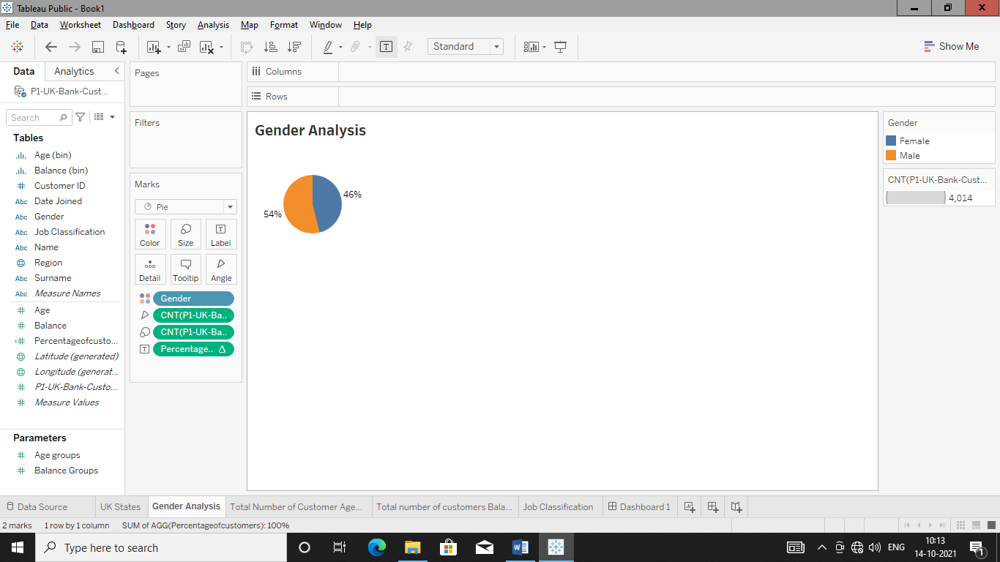 Tableau Public - Book1
File Data Worksheet Dashboard Story Analysis Map Format Window Help
Standard
Show Me
Data Analytics
P1-UK-Bank-Cust...
Search
Tables
Age (bin)
Balance (bin)
Customer ID
Abc Date Joined
Abc Gender
Abc Job Classification
Abc Name
Region
Abc Surname
Abc Measure Names
Age
Balance
Percentageofcusto...
Latitude (generated)
Longitude (generat...
P1-UK-Bank-Custo...
Measure Values
Parameters
Age groups
Balance Groups
Pages
Filters
Marks
Pie
Color Size Label
Detail Tooltip Angle
Gender
CNT(P1-UK-Ba..
CNT(P1-UK-Ba..
Percentage..
Columns
Rows
Gender Analysis
46%
54%
Gender
Female
Male
CNT(P1-UK-Bank-Cust...
4,014
Data Source UK States Gender Analysis Total Number of Customer Age... Total number of customers Bala... Job Classification Dashboard 1
2 marks 1 row by 1 column SUM of AGG(Percentageofcustomers): 100%
Type here to search
ENG
10:13
14-10-2021
1